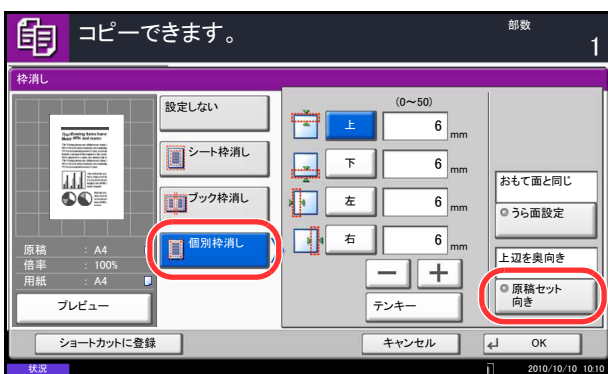 コピーできます。
部数
1
枠消し
設定しない
シート枠消し
ブック枠消し
個別枠消し
原稿 : A4
倍率 : 100%
用紙 : A4
プレビュー
(0～50)
上 6 mm
下 6 mm
左 6 mm
右 6 mm
－ ＋
テンキー
おもて面と同じ
うら面設定
上辺を奥向き
原稿セット
向き
ショートカットに登録
キャンセル
OK
状況
2010/10/10 10:10